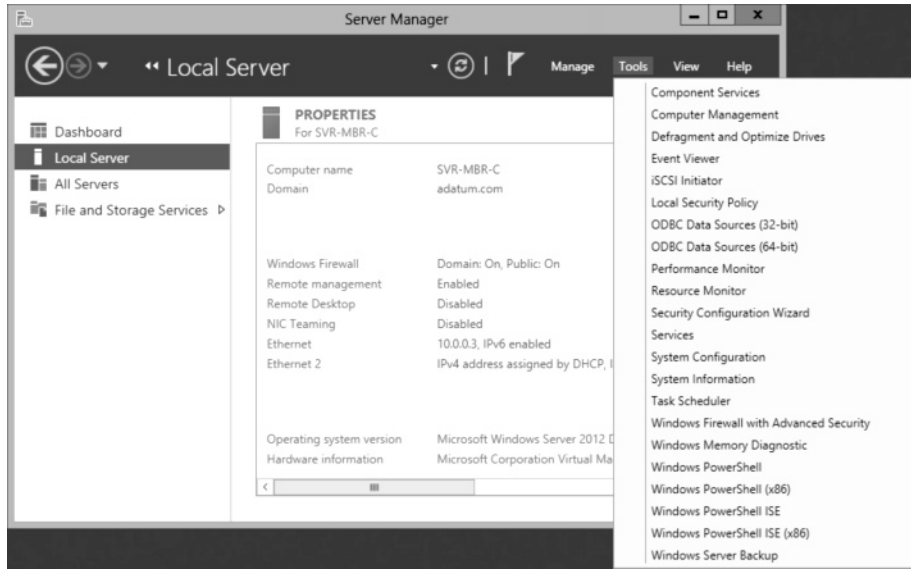 Server Manager
Local Server
Manage Tools View Help
Dashboard
Local Server
All Servers
File and Storage Services
PROPERTIES
For SVR-MBR-C
Computer name SVR-MBR-C
Domain adatum.com
Windows Firewall Domain: On, Public: On
Remote management Enabled
Remote Desktop Disabled
NIC Teaming Disabled
Ethernet 10.0.0.3, IPv6 enabled
Ethernet 2 IPv4 address assigned by DHCP,
Operating system version Microsoft Windows Server 2012
Hardware information Microsoft Corporation Virtual
Component Services
Computer Management
Defragment and Optimize Drives
Event Viewer
iSCSI Initiator
Local Security Policy
ODBC Data Sources (32-bit)
ODBC Data Sources (64-bit)
Performance Monitor
Resource Monitor
Security Configuration Wizard
Services
System Configuration
System Information
Task Scheduler
Windows Firewall with Advanced Security
Windows Memory Diagnostic
Windows PowerShell
Windows PowerShell (x86)
Windows PowerShell ISE
Windows PowerShell ISE (x86)
Windows Server Backup